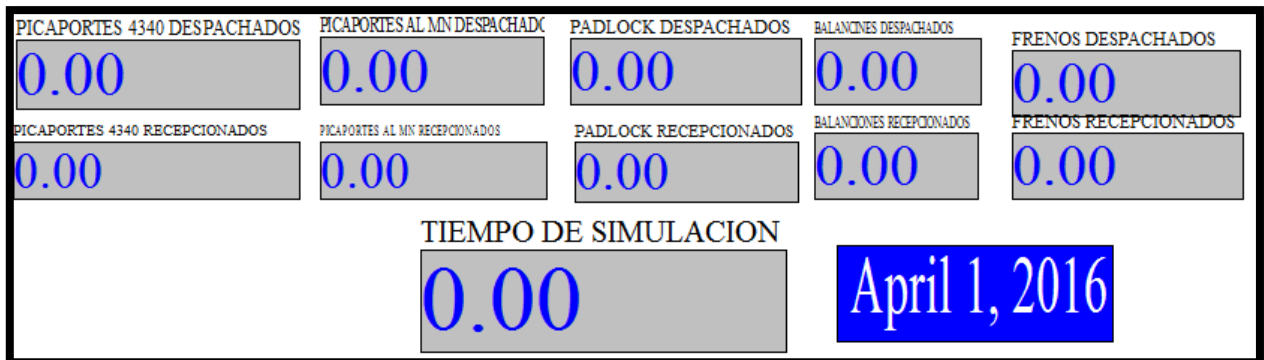 PICAPORTES 4340 DESPACHADOS
0.00
PICAPORTES AL MN DESPACHADO
0.00
PADLOCK DESPACHADOS
0.00
BALANCINES DESPACHADOS
0.00
FRENOS DESPACHADOS
0.00
PICAPORTES 4340 RECEPCIONADOS
0.00
PICAPORTES AL MN RECEPCIONADOS
0.00
PADLOCK RECEPCIONADOS
0.00
BALANCIONES RECEPCIONADOS
0.00
FRENOS RECEPCIONADOS
0.00
TIEMPO DE SIMULACION
0.00
April 1, 2016